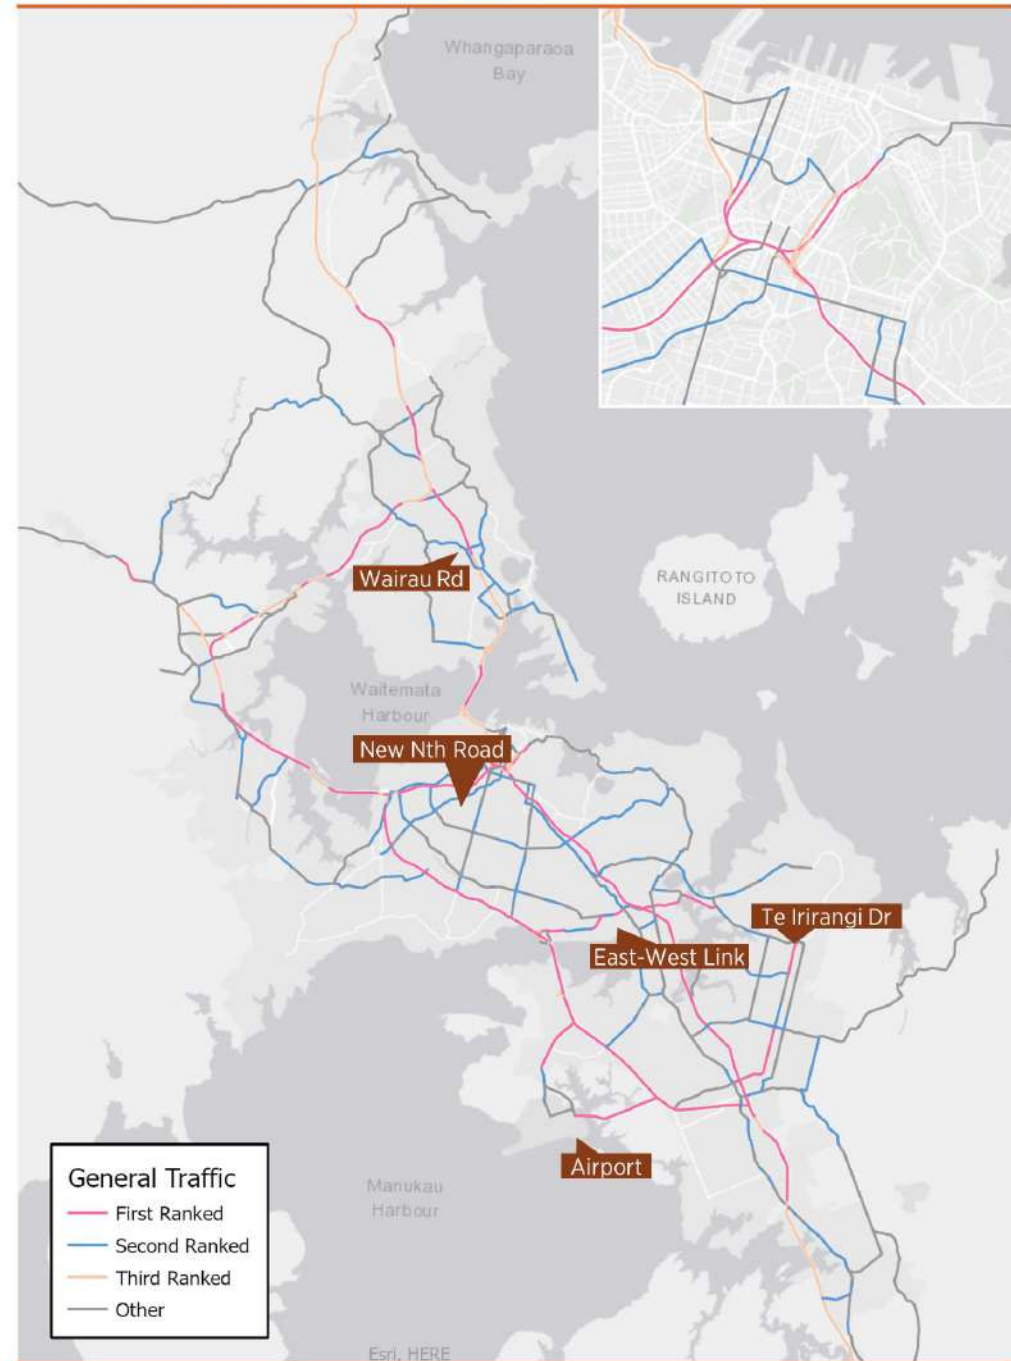 Whangaparaoa
Bay
RANGITOTO
ISLAND
Wairau Rd
Waitemata
Harbour
New Nth Road
Te Irirangi Dr
East-West Link
Airport
Manukau
Harbour
General Traffic
First Ranked
Second Ranked
Third Ranked
Other
Esri, HERE